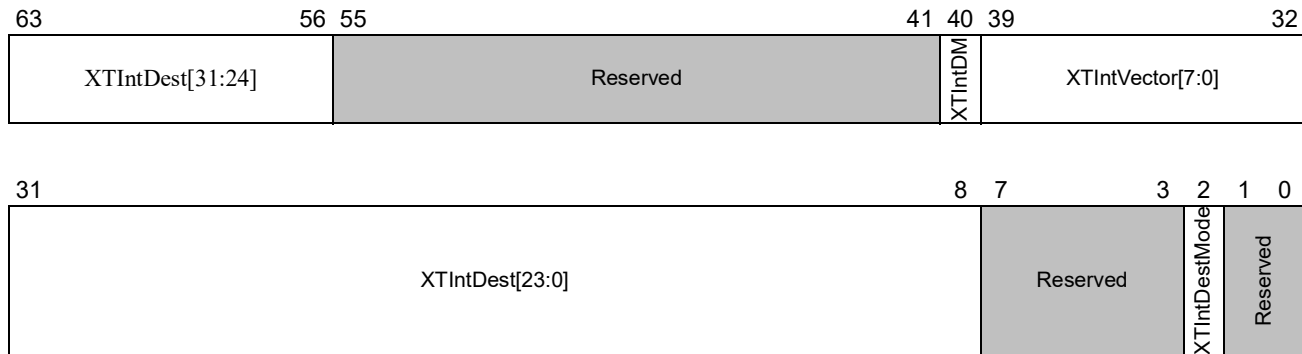 63 56 55 41 40 39 32
XTIntDest[31:24] Reserved XTIntDM XTIntVector[7:0]
31 8 7 3 2 1 0
XTIntDest[23:0] Reserved XTIntDestMode Reserved